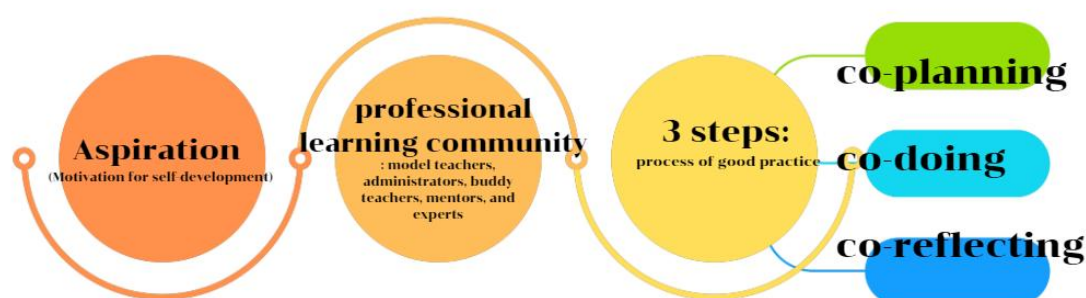 Aspiration
(Motivation for self-development)
professional
learning community
: model teachers,
administrators, buddy
teachers, mentors, and
experts
3 steps:
process of good practice
co-planning
co-doing
co-reflecting